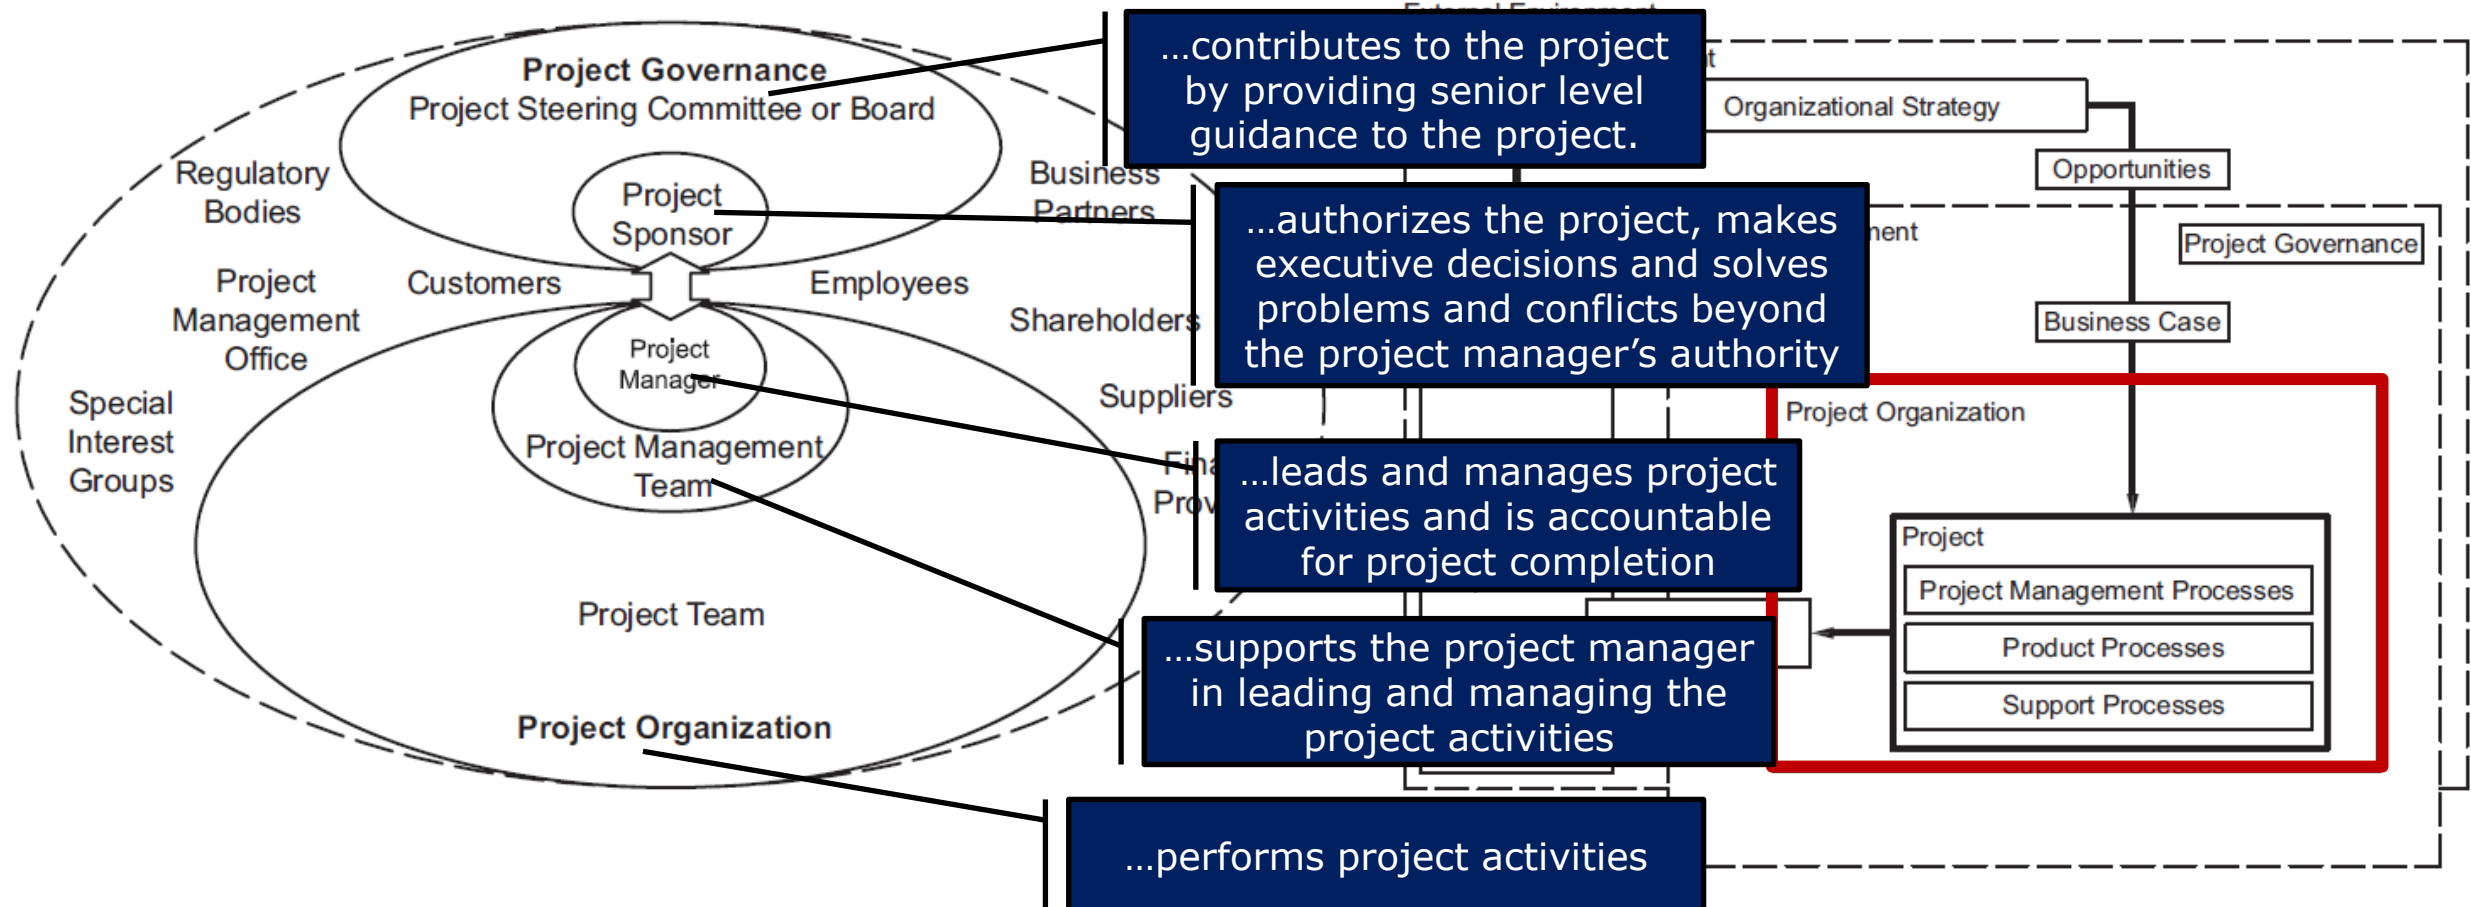 Project Governance
Project Steering Committee or Board
Project
Sponsor
Regulatory
Bodies
Business
Partners
Project
Management
Office
Customers
Employees
Shareholders
Project
Manager
Special
Interest
Groups
Suppliers
Project Management
Team
Project Team
Project Organization
…contributes to the project
by providing senior level
guidance to the project.
…authorizes the project, makes
executive decisions and solves
problems and conflicts beyond
the project manager’s authority
…leads and manages project
activities and is accountable
for project completion
…supports the project manager
in leading and managing the
project activities
…performs project activities
External Environment
Organizational Strategy
Opportunities
Project Governance
Business Case
Project Organization
Project
Project Management Processes
Product Processes
Support Processes